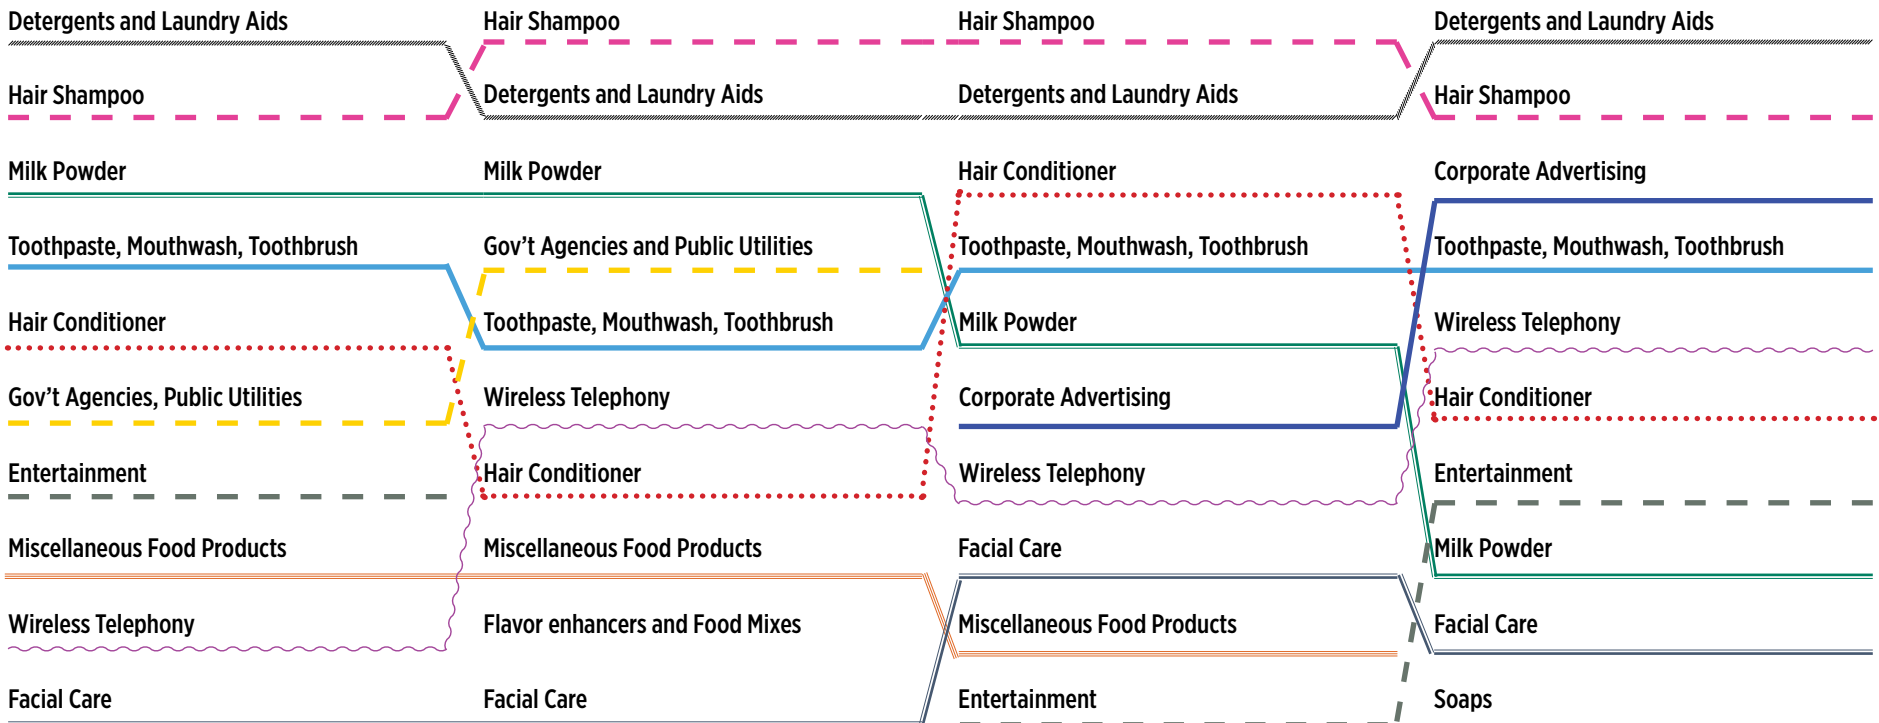 Detergents and Laundry Aids
Hair Shampoo
Milk Powder
Toothpaste, Mouthwash, Toothbrush
Hair Conditioner
Gov’t Agencies, Public Utilities
Entertainment
Miscellaneous Food Products
Wireless Telephony
Facial Care
Hair Shampoo
Detergents and Laundry Aids
Milk Powder
Gov’t Agencies and Public Utilities
Toothpaste, Mouthwash, Toothbrush
Wireless Telephony
Hair Conditioner
Miscellaneous Food Products
Flavor enhancers and Food Mixes
Facial Care
Hair Shampoo
Detergents and Laundry Aids
Hair Conditioner
Toothpaste, Mouthwash, Toothbrush
Milk Powder
Corporate Advertising
Wireless Telephony
Facial Care
Miscellaneous Food Products
Entertainment
Detergents and Laundry Aids
Hair Shampoo
Corporate Advertising
Toothpaste, Mouthwash, Toothbrush
Wireless Telephony
Hair Conditioner
Entertainment
Milk Powder
Facial Care
Soaps